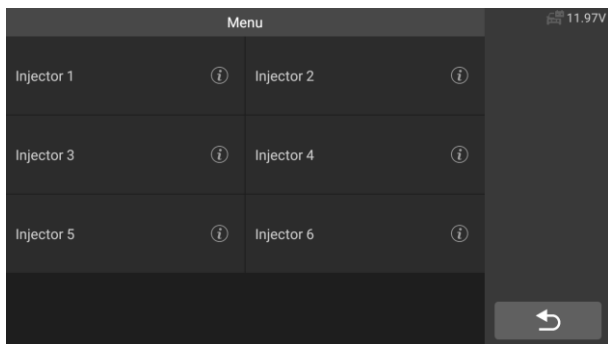 Menu
11.97V
Injector 1
Injector 2
Injector 3
Injector 4
Injector 5
Injector 6